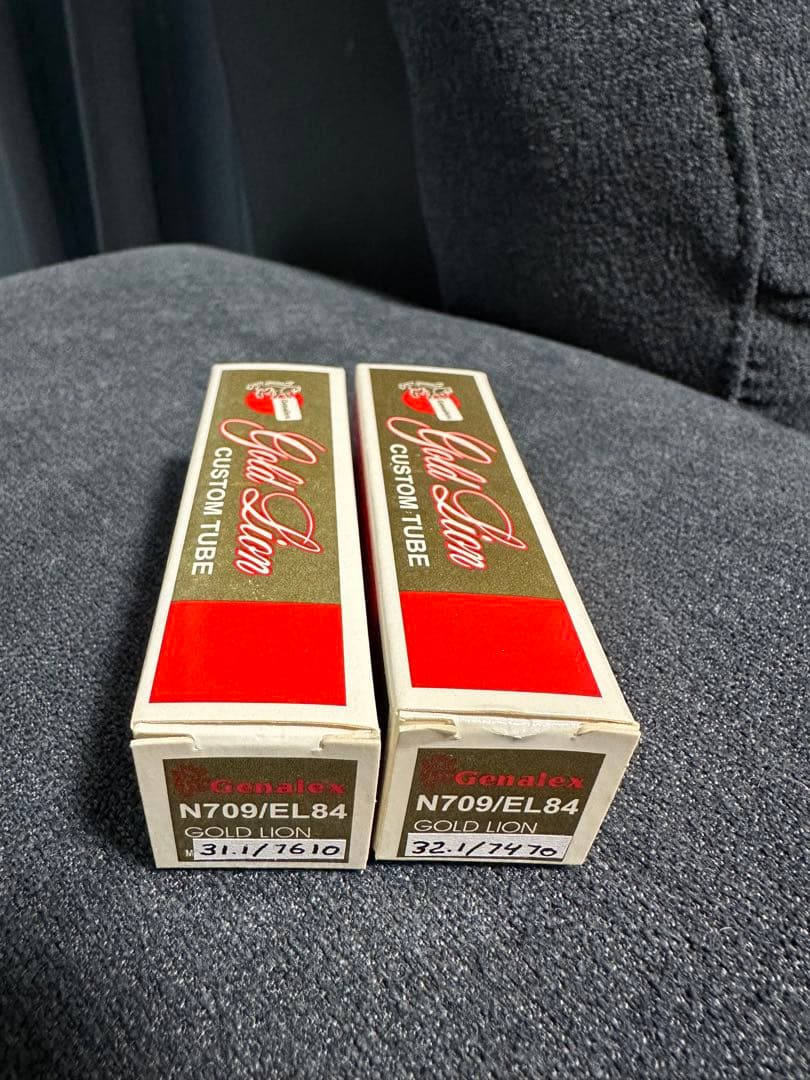 Gold Lion
CUSTOM TUBE
Genalex
N709/EL84
GOLD LION
31.1/7610
Gold Lion
CUSTOM TUBE
Genalex
N709/EL84
GOLD LION
32.1/7470